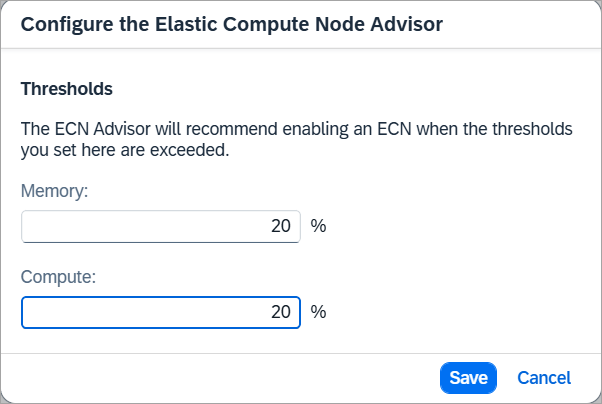 Configure the Elastic Compute Node Advisor
Thresholds
The ECN Advisor will recommend enabling an ECN when the thresholds
you set here are exceeded.
Memory:
20 %
Compute:
20 %
Save Cancel